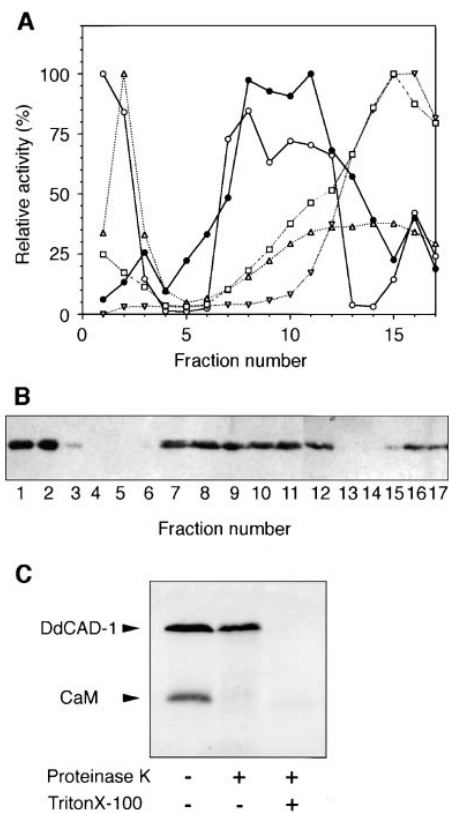 A
100
75
50
25
0
Relative activity (%)
0 5 10 15
Fraction number
B
1 2 3 4 5 6 7 8 9 10 11 12 13 14 15 16 17
Fraction number
C
DdCAD-1
CaM
Proteinase K - + +
TritonX-100 - - +